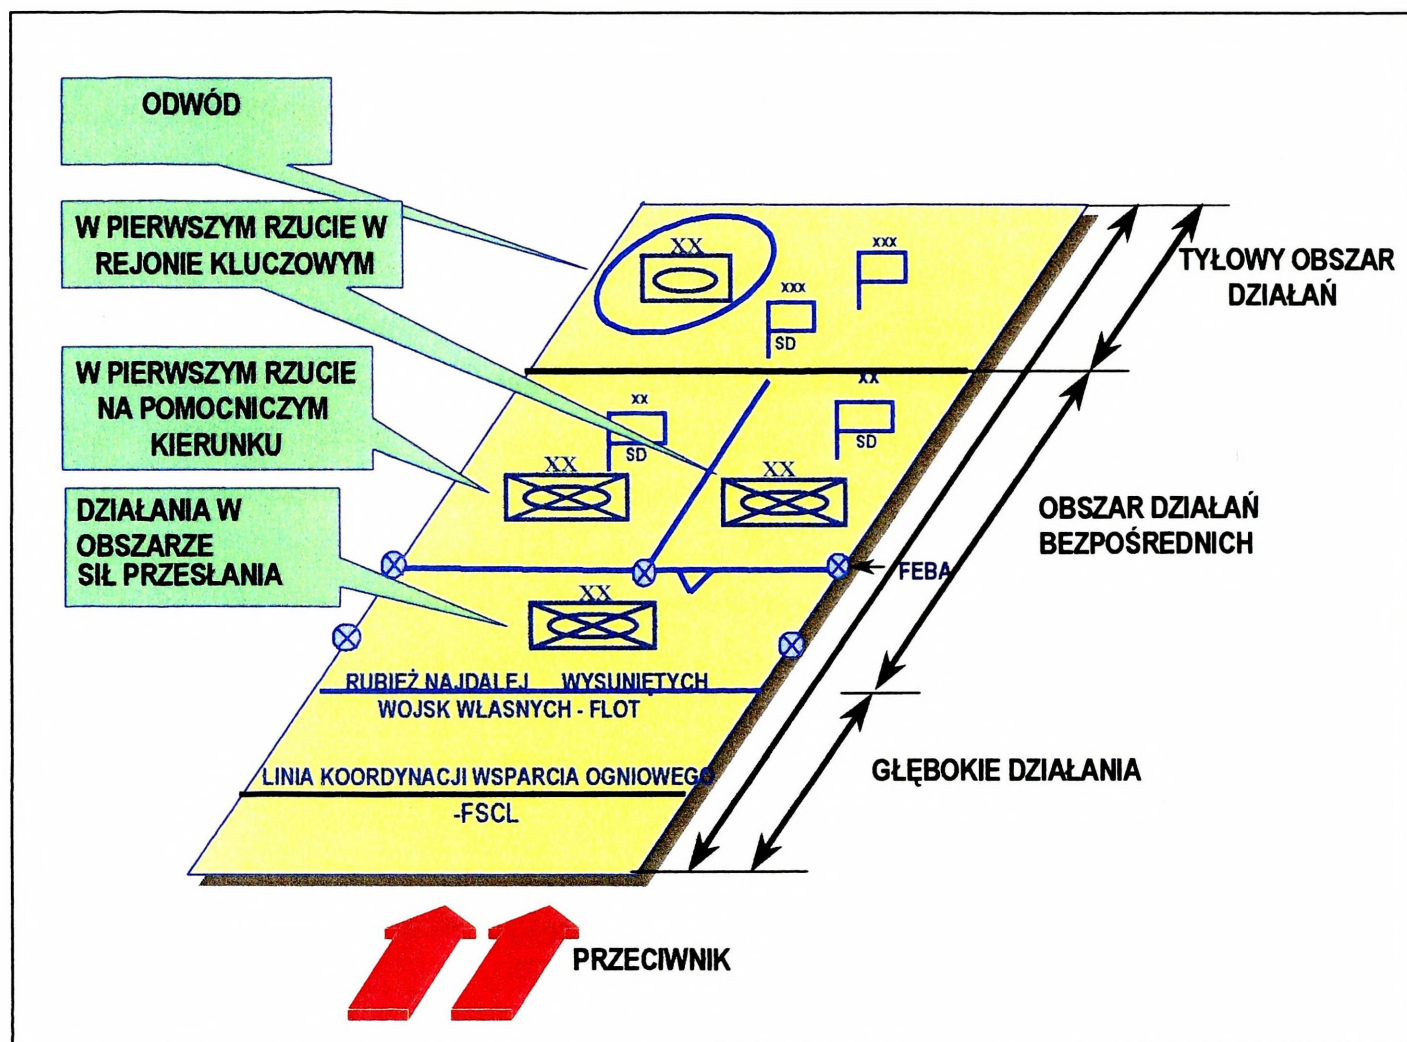 ODWÓD
W PIERWSZYM RZUCIE W
REJONIE KLUCZOWYM
W PIERWSZYM RZUCIE
NA POMOCNICZYM
KIERUNKU
DZIAŁANIA W
OBSZARZE
SIŁ PRZESŁANIA
XX
xxx
xxx
SD
TYŁOWY OBSZAR
DZIAŁAŃ
xx
SD
xx
SD
XX
XX
OBSZAR DZIAŁAŃ
BEZPOŚREDNICH
FEBA
XX
RUBIEŻ NAJDALEJ WYSUNIĘTYCH
WOJSK WŁASNYCH - FLOT
LINIA KOORDYNACJI WSPARCIA OGNIOWEGO
-FSCL
GŁĘBOKIE DZIAŁANIA
PRZECIWNIK